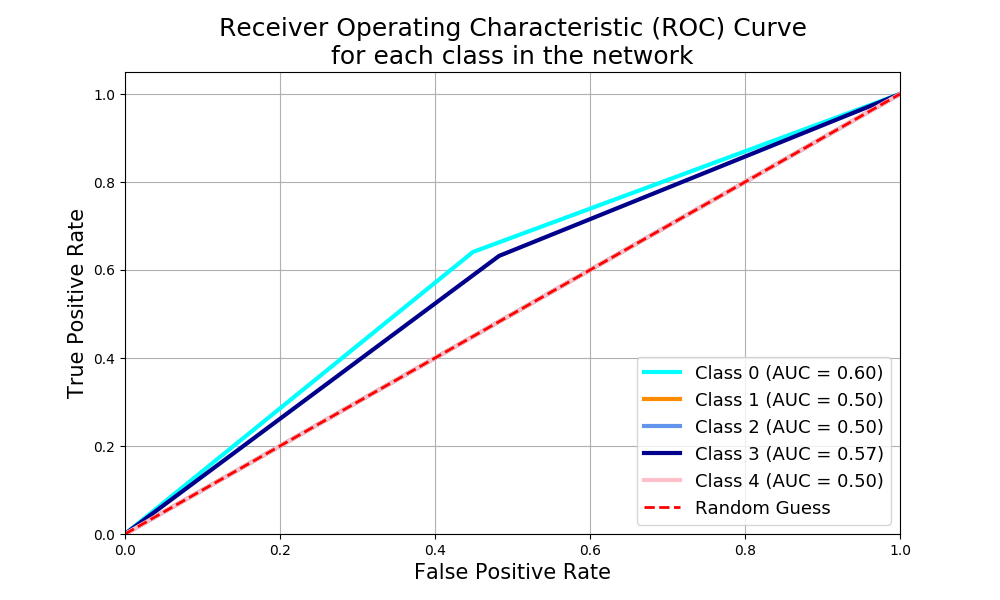 Receiver Operating Characteristic (ROC) Curve
for each class in the network
True Positive Rate
1.0
0.8
0.6
0.4
0.2
0.0
Class 0 (AUC = 0.60)
Class 1 (AUC = 0.50)
Class 2 (AUC = 0.50)
Class 3 (AUC = 0.57)
Class 4 (AUC = 0.50)
Random Guess
0.0 0.2 0.4 0.6 0.8 1.0
False Positive Rate